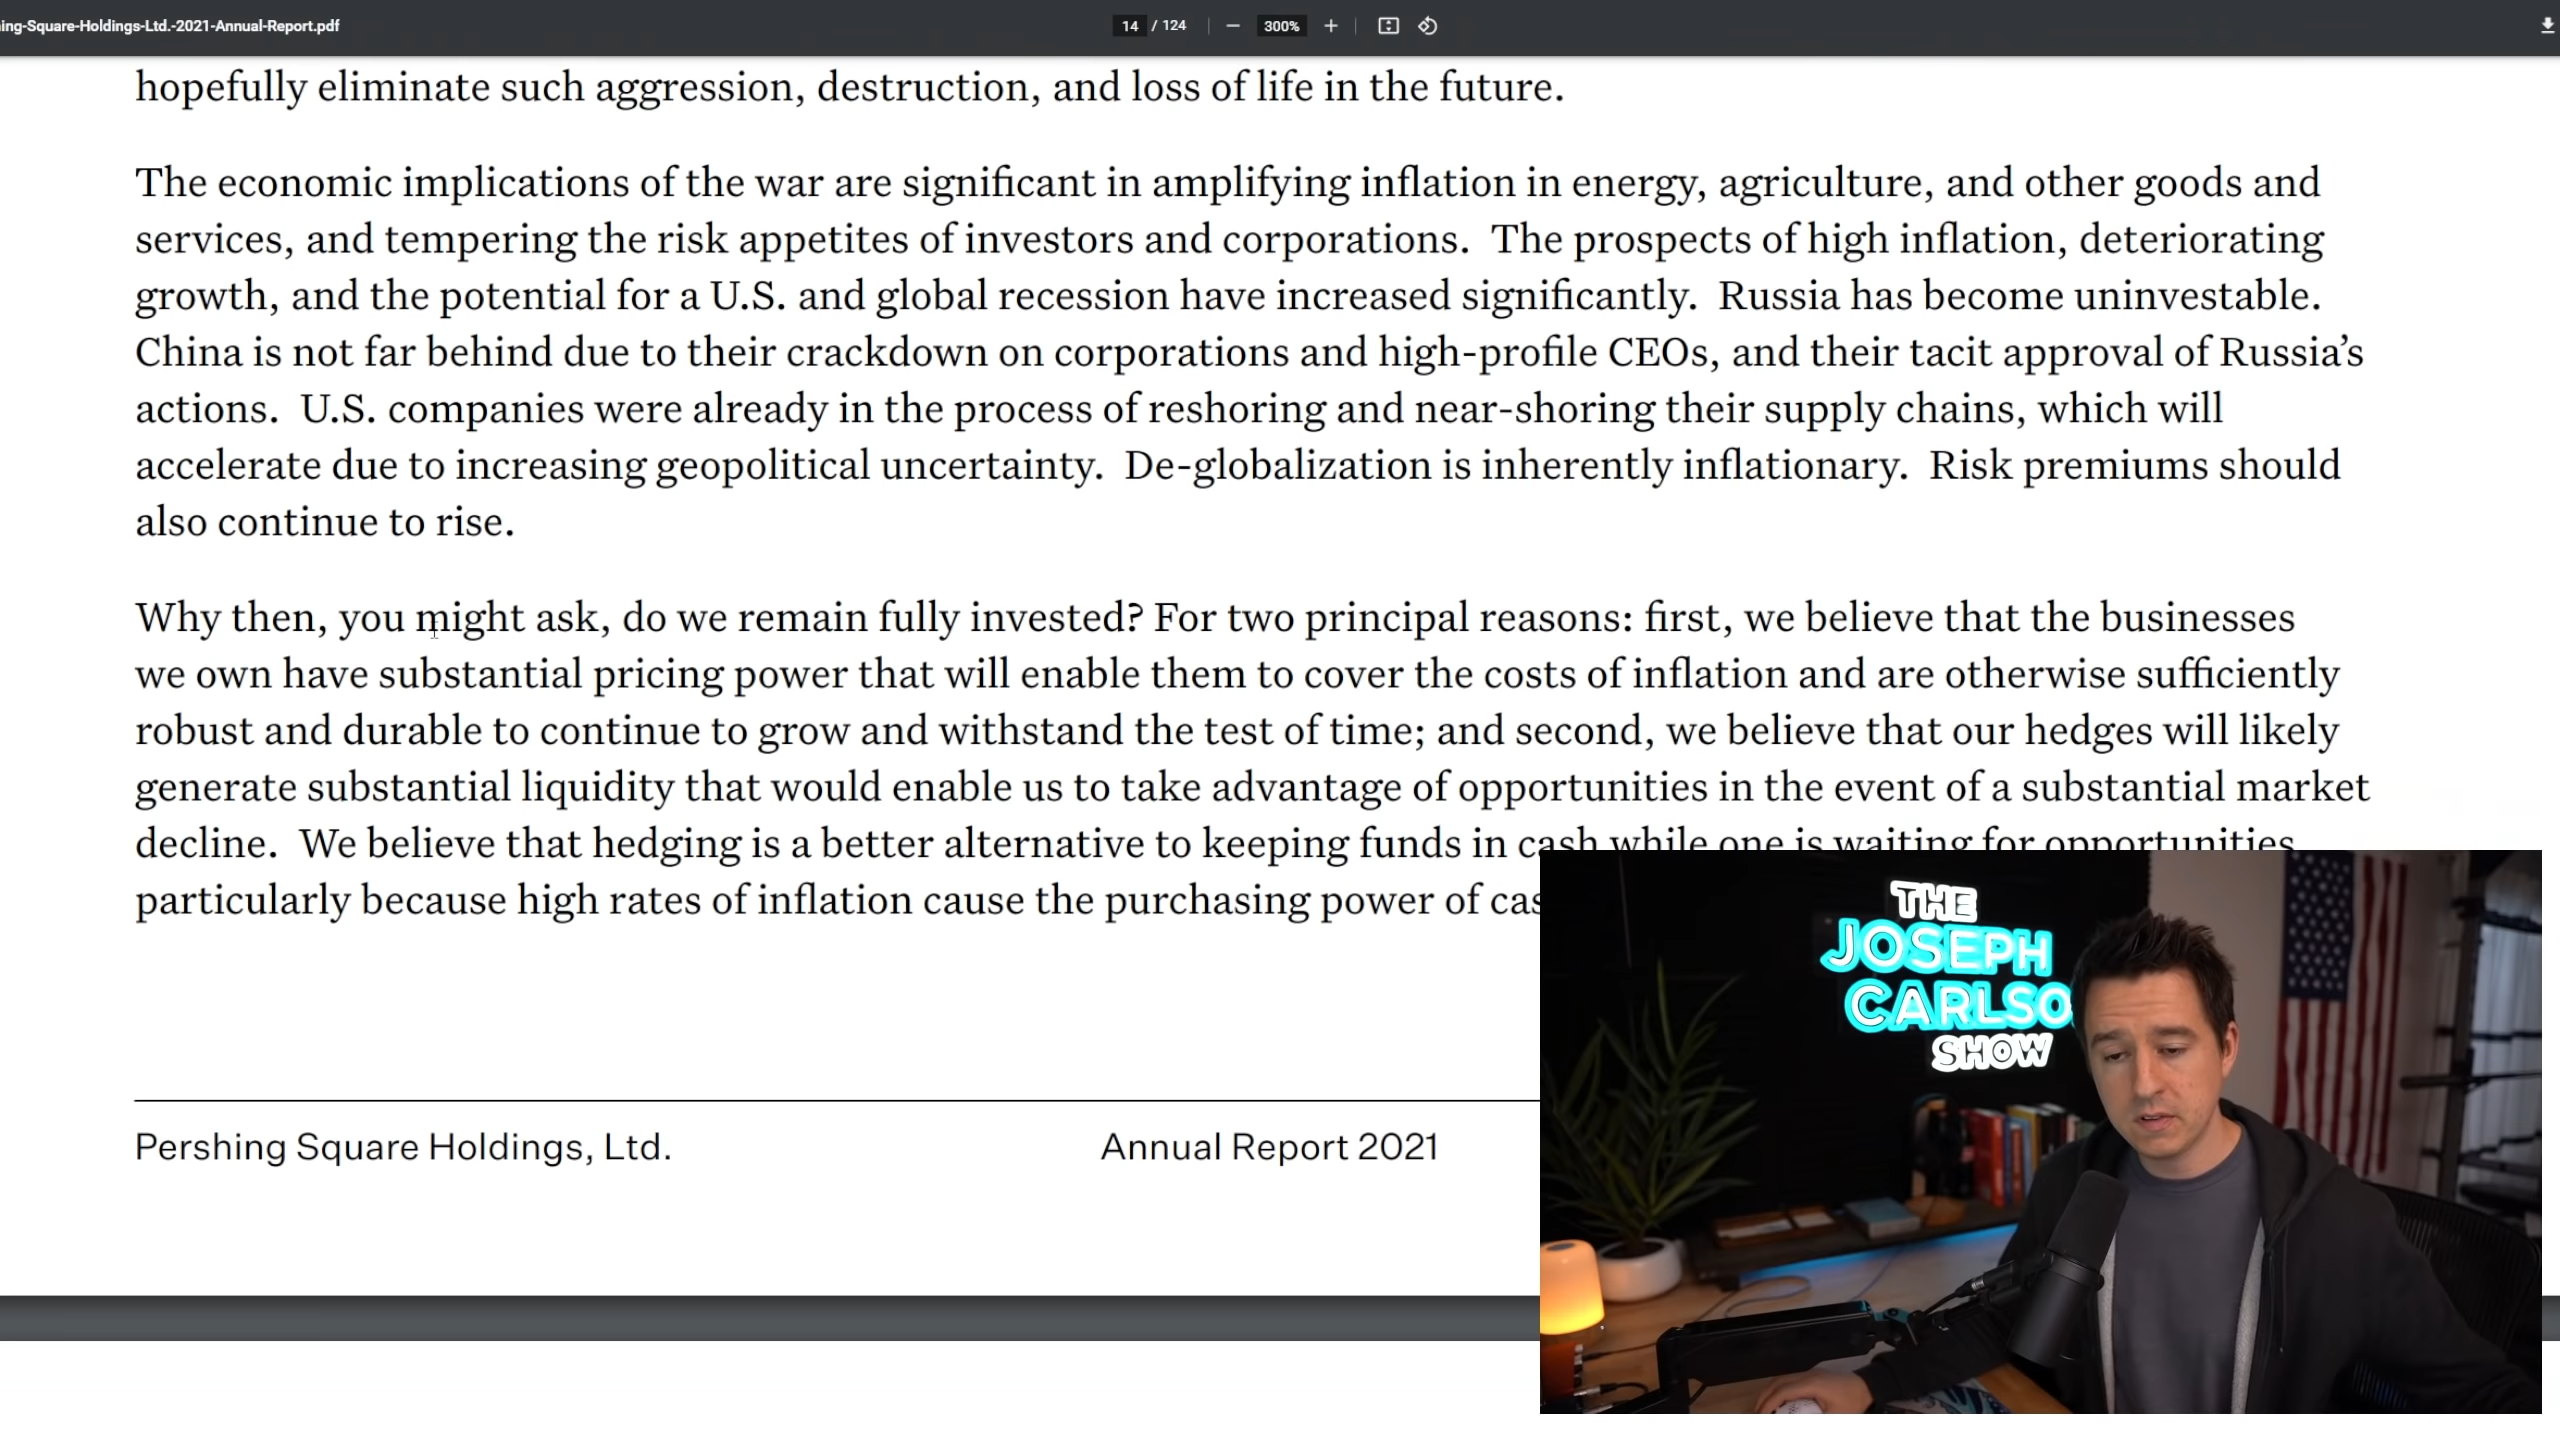 ing-Square-Holdings-Ltd.-2021-Annual-Report.pdf
14 / 124
300%
hopefully eliminate such aggression, destruction, and loss of life in the future.
The economic implications of the war are significant in amplifying inflation in energy, agriculture, and other goods and
services, and tempering the risk appetites of investors and corporations.  The prospects of high inflation, deteriorating
growth, and the potential for a U.S. and global recession have increased significantly.  Russia has become uninvestable.
China is not far behind due to their crackdown on corporations and high-profile CEOs, and their tacit approval of Russia’s
actions.  U.S. companies were already in the process of reshoring and near-shoring their supply chains, which will
accelerate due to increasing geopolitical uncertainty.  De-globalization is inherently inflationary.  Risk premiums should
also continue to rise.
Why then, you might ask, do we remain fully invested? For two principal reasons: first, we believe that the businesses
we own have substantial pricing power that will enable them to cover the costs of inflation and are otherwise sufficiently
robust and durable to continue to grow and withstand the test of time; and second, we believe that our hedges will likely
generate substantial liquidity that would enable us to take advantage of opportunities in the event of a substantial market
decline.  We believe that hedging is a better alternative to keeping funds in cash while one is waiting for opportunities
particularly because high rates of inflation cause the purchasing power of cas
Pershing Square Holdings, Ltd.
Annual Report 2021
THE
JOSEPH
CARLSO
SHOW